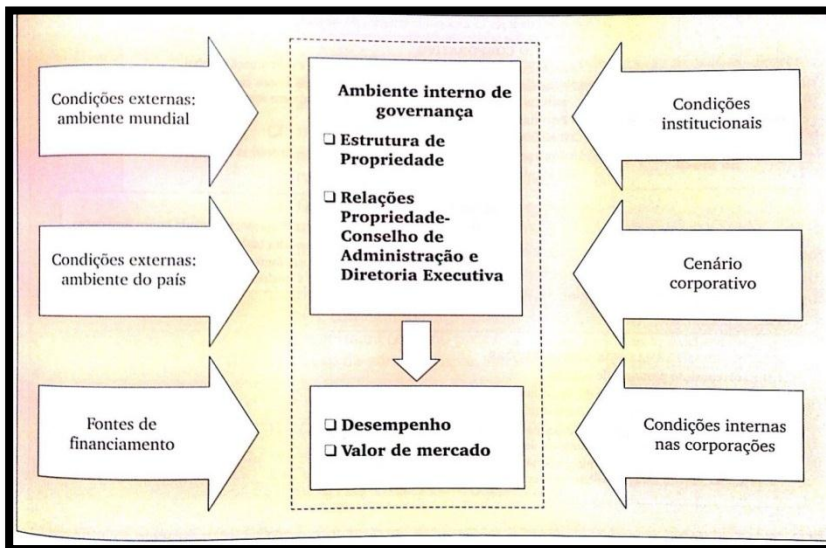 Condições externas:
ambiente mundial
Condições externas:
ambiente do país
Fontes de
financiamento
Ambiente interno de
governança
❑ Estrutura de
Propriedade
❑ Relações
Propriedade-
Conselho de
Administração e
Diretoria Executiva
❑ Desempenho
❑ Valor de mercado
Condições
institucionais
Cenário
corporativo
Condições internas
nas corporações